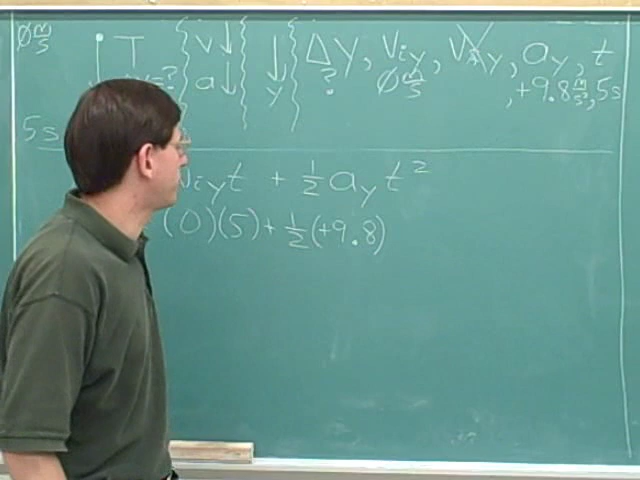 0 m/s T v↓ Δy, v_iy, v_fy, a_y, t
=? a↓ y ? 0 m/s , +9.8 m/s², 5s
5s
v_iy t + ½ a_y t²
(0)(5) + ½(+9.8)